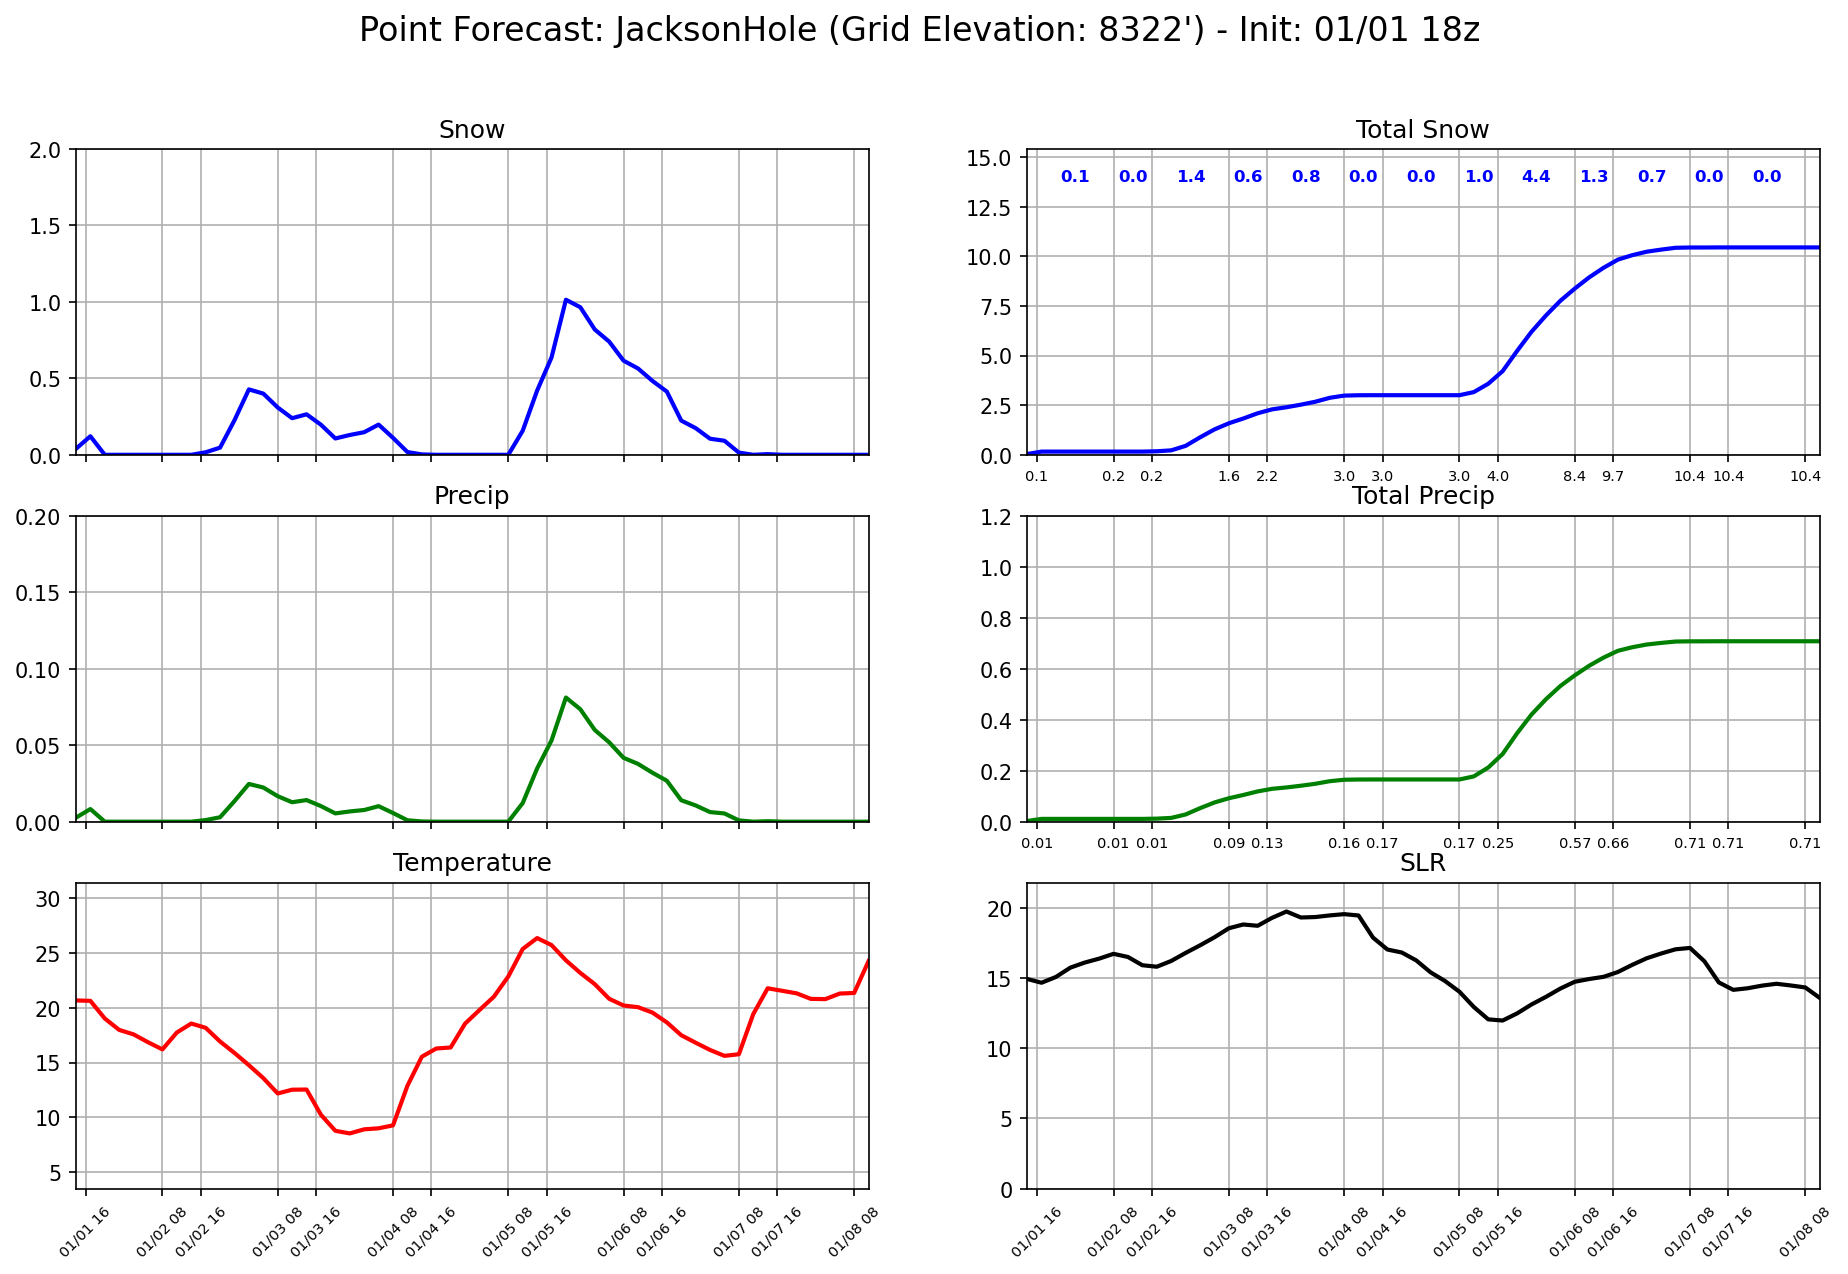 Point Forecast: JacksonHole (Grid Elevation: 8322') - Init: 01/01 18z
Snow
2.0
1.5
1.0
0.5
0.0
Total Snow
15.0
12.5
10.0
7.5
5.0
2.5
0.0
0.1 0.0 1.4 0.6 0.8 0.0 0.0 1.0 4.4 1.3 0.7 0.0 0.0
0.1 0.2 0.2 1.6 2.2 3.0 3.0 3.0 4.0 8.4 9.7 10.4 10.4 10.4
Precip
0.20
0.15
0.10
0.05
0.00
Total Precip
1.2
1.0
0.8
0.6
0.4
0.2
0.0
0.01 0.01 0.01 0.09 0.13 0.16 0.17 0.17 0.25 0.57 0.66 0.71 0.71 0.71
Temperature
30
25
20
15
10
5
01/01 16 01/02 08 01/02 16 01/03 08 01/03 16 01/04 08 01/04 16 01/05 08 01/05 16 01/06 08 01/06 16 01/07 08 01/07 16 01/08 08
SLR
20
15
10
5
0
01/01 16 01/02 08 01/02 16 01/03 08 01/03 16 01/04 08 01/04 16 01/05 08 01/05 16 01/06 08 01/06 16 01/07 08 01/07 16 01/08 08